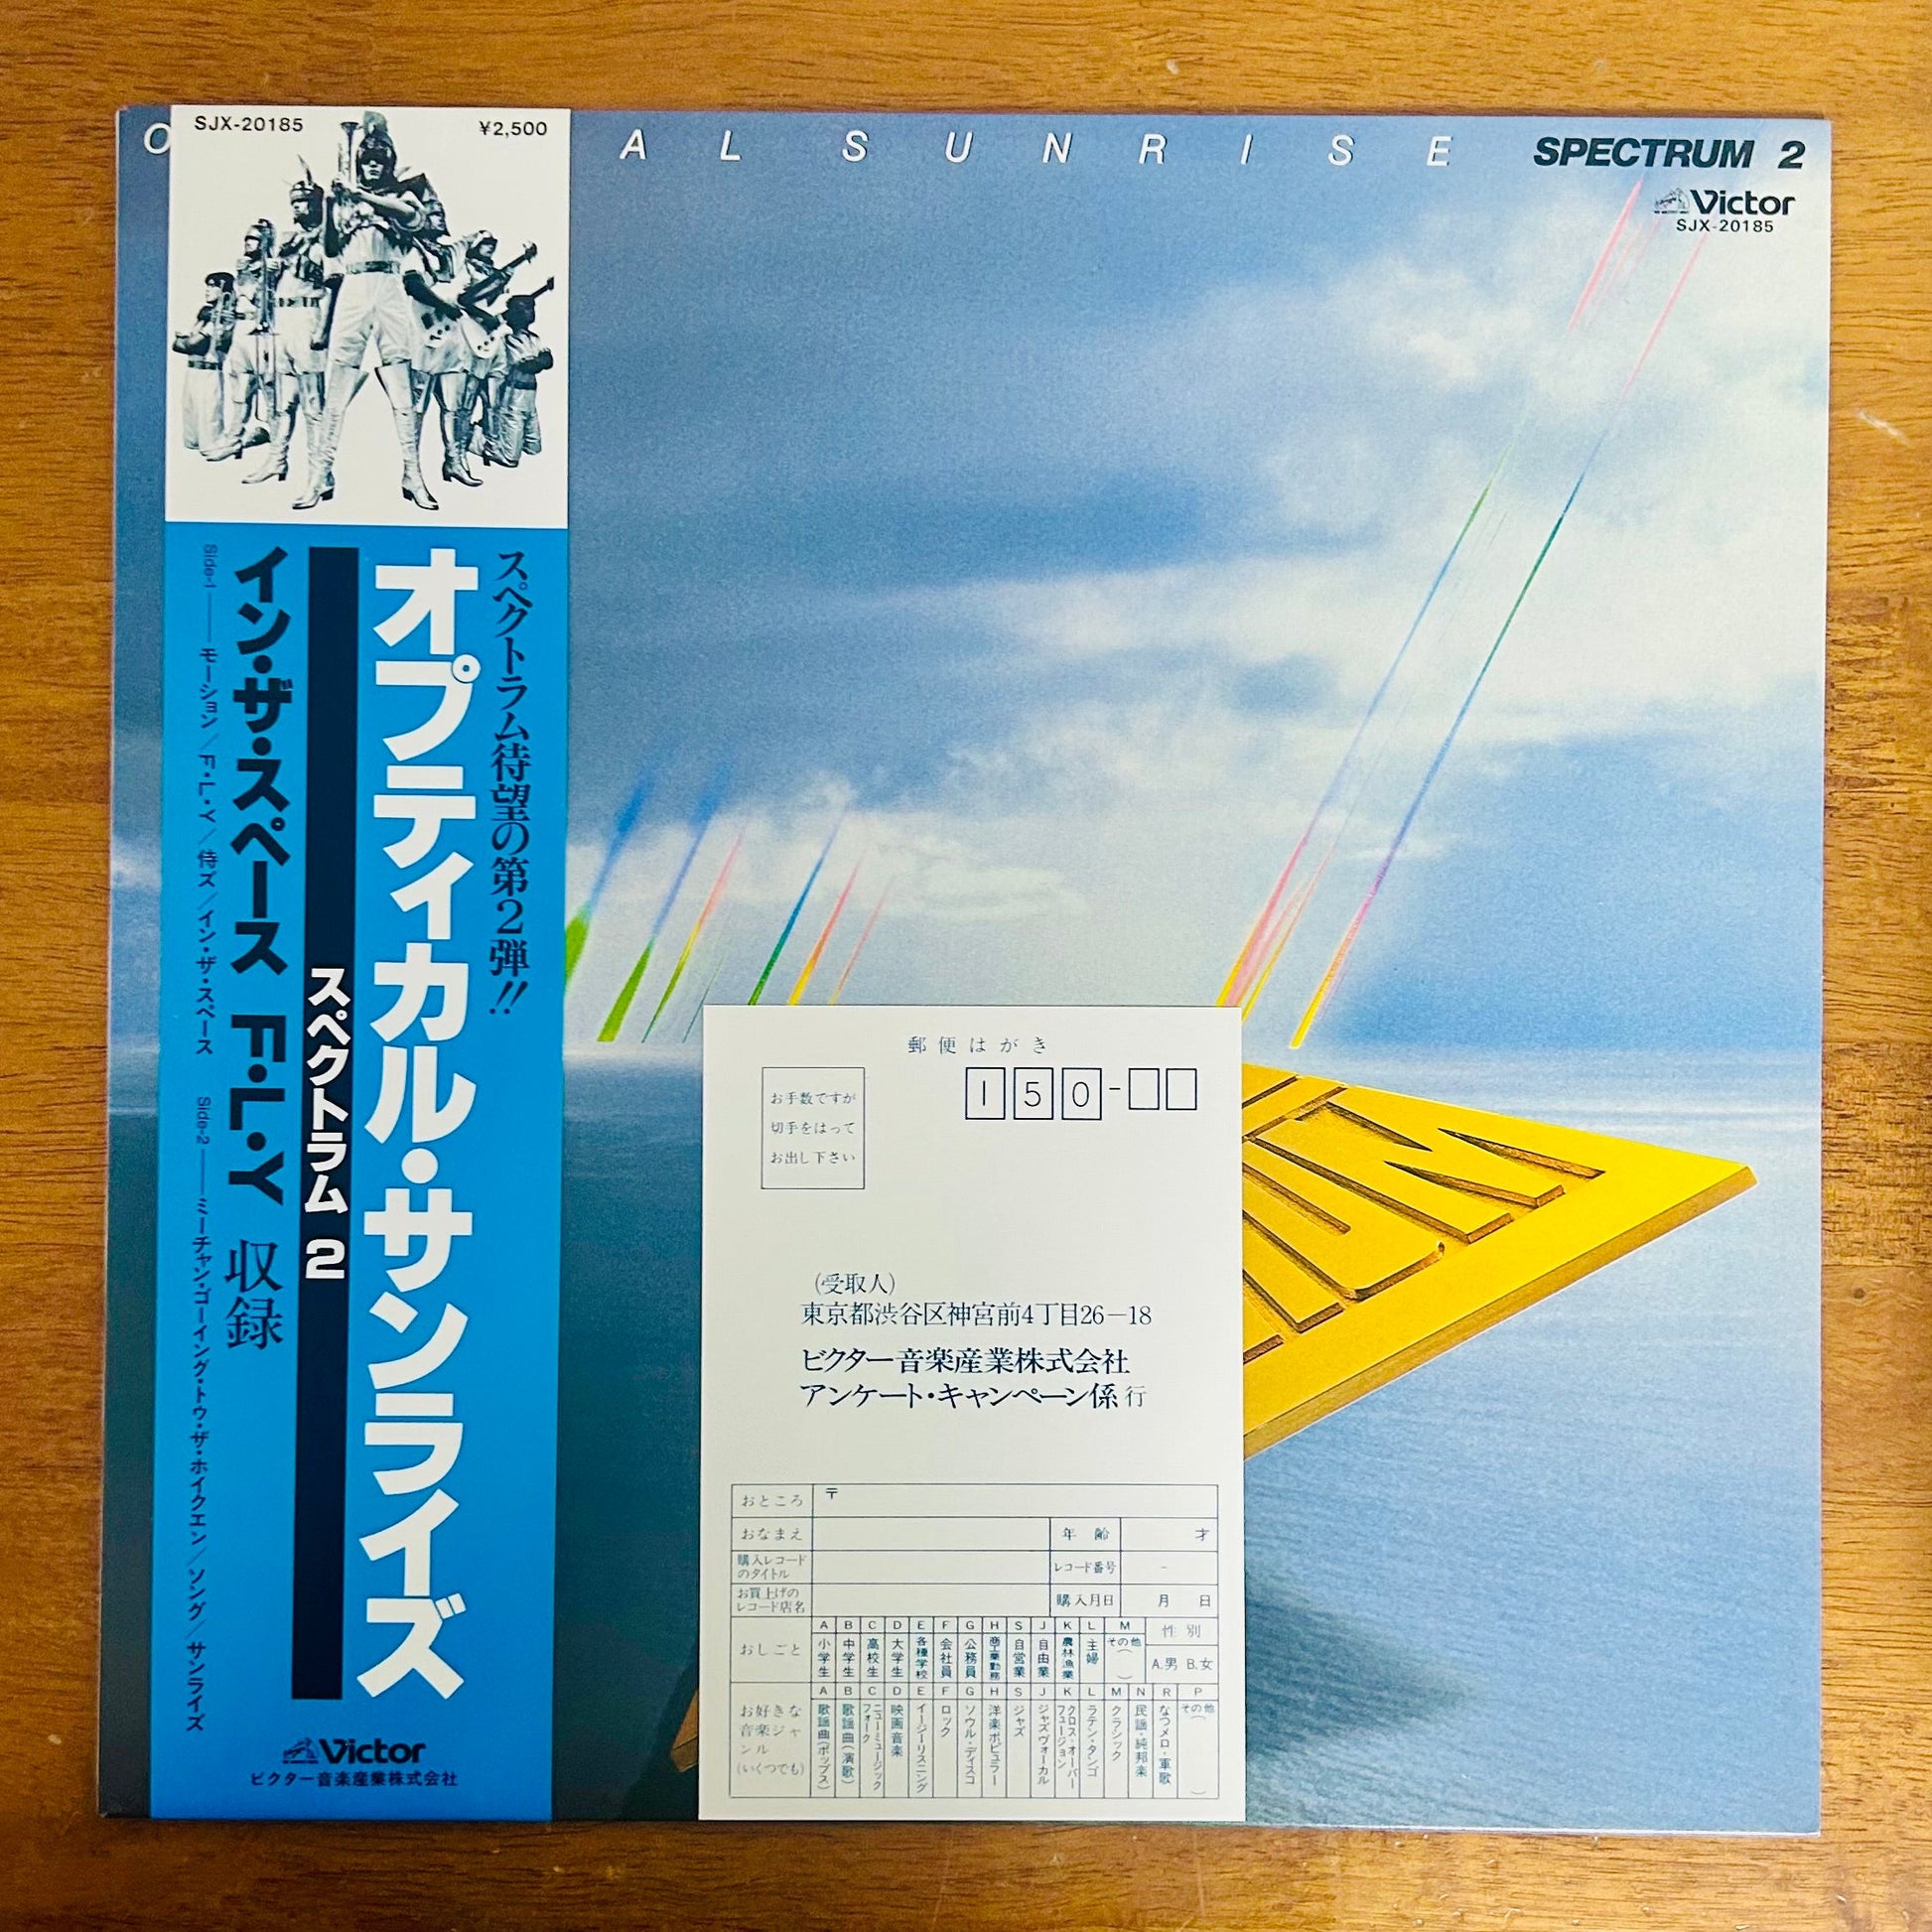 SJX-20185
¥2,500
O
AL SUNRISE
SPECTRUM 2
Victor
SJX-20185
スペクトラム待望の第2弾!!
オプティカル・サンライズ
スペクトラム 2
イン・ザ・スペース F・L・Y 収録
Side-1 モーション/F・L・Y/侍ズ/イン・ザ・スペース Side-2 ミーチャン・ゴーイング・トゥ・ザ・ホイクエン/ソング/サンライズ
Victor
ビクター音楽産業株式会社
郵便はがき
お手数ですが
切手をはって
お出し下さい
150-
(受取人)
東京都渋谷区神宮前4丁目26-18
ビクター音楽産業株式会社
アンケート・キャンペーン係 行
おところ 〒
おなまえ 年齢 才
購入レコード
のタイトル レコード番号 -
お買上げの
レコード店名 購入月日 月 日
おしごと
A 小学生
B 中学生
C 高校生
D 大学生
E 各種学校
F 会社員
G 公務員
H 商工業勤務
S 自営業
J 自由業
K 農林漁業
L 主婦
M その他( )
性別
A.男 B.女
お好きな
音楽ジャ
ンル
(いくつでも)
A 歌謡曲(ポップス)
B 歌謡曲(演歌)
C ニューミュージック フォーク
D 映画音楽
E イージーリスニング
F ロック
G ソウル・ディスコ
H 洋楽ポピュラー
S ジャズ
J ジャズヴォーカル
K クロス・オーバー フュージョン
L ラテン・タンゴ
M クラシック
N 民謡・純邦楽
R なつメロ・軍歌
P その他( )